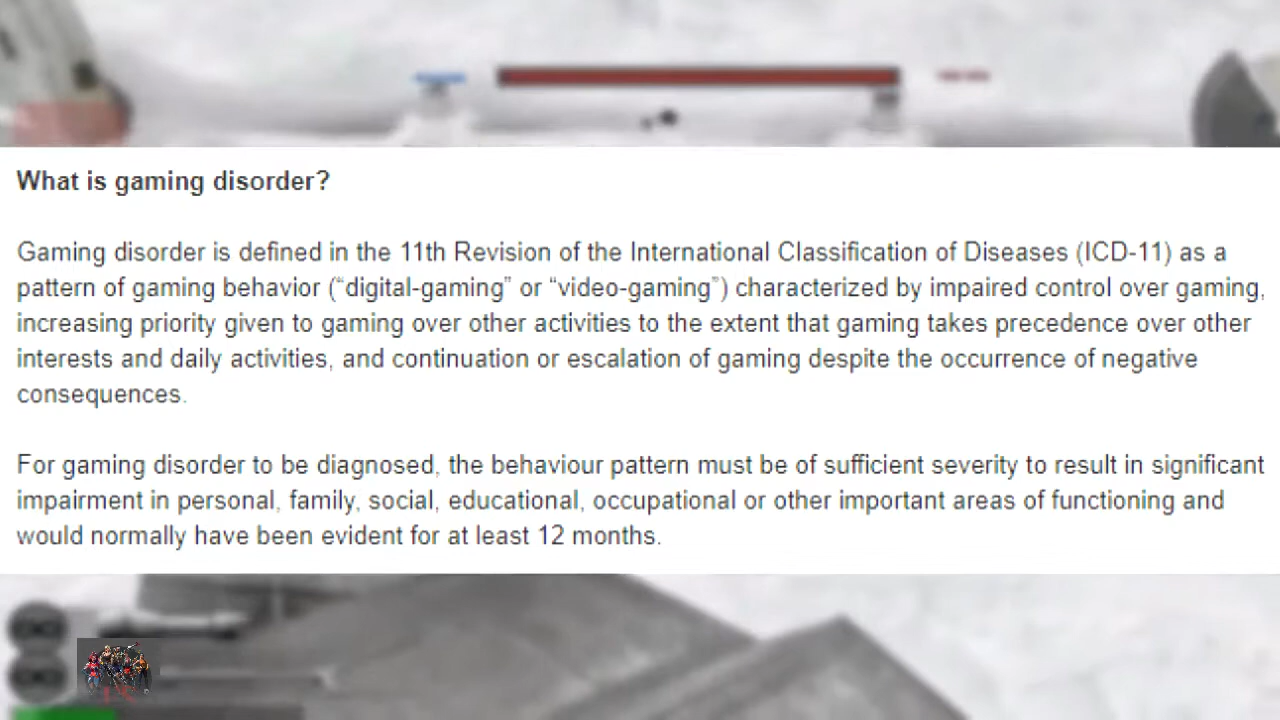 What is gaming disorder?
Gaming disorder is defined in the 11th Revision of the International Classification of Diseases (ICD-11) as a
pattern of gaming behavior (“digital-gaming” or “video-gaming”) characterized by impaired control over gaming,
increasing priority given to gaming over other activities to the extent that gaming takes precedence over other
interests and daily activities, and continuation or escalation of gaming despite the occurrence of negative
consequences.
For gaming disorder to be diagnosed, the behaviour pattern must be of sufficient severity to result in significant
impairment in personal, family, social, educational, occupational or other important areas of functioning and
would normally have been evident for at least 12 months.